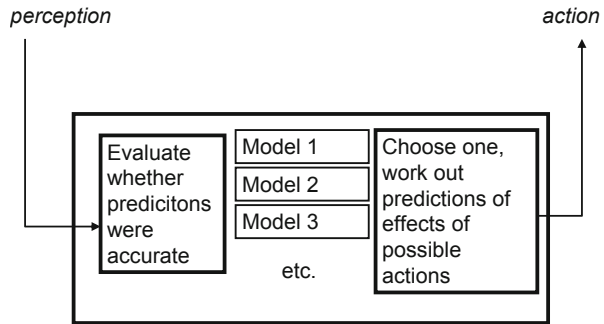 perception
action
Evaluate
whether
predicitons
were
accurate
Model 1
Model 2
Model 3
etc.
Choose one,
work out
predictions of
effects of
possible
actions